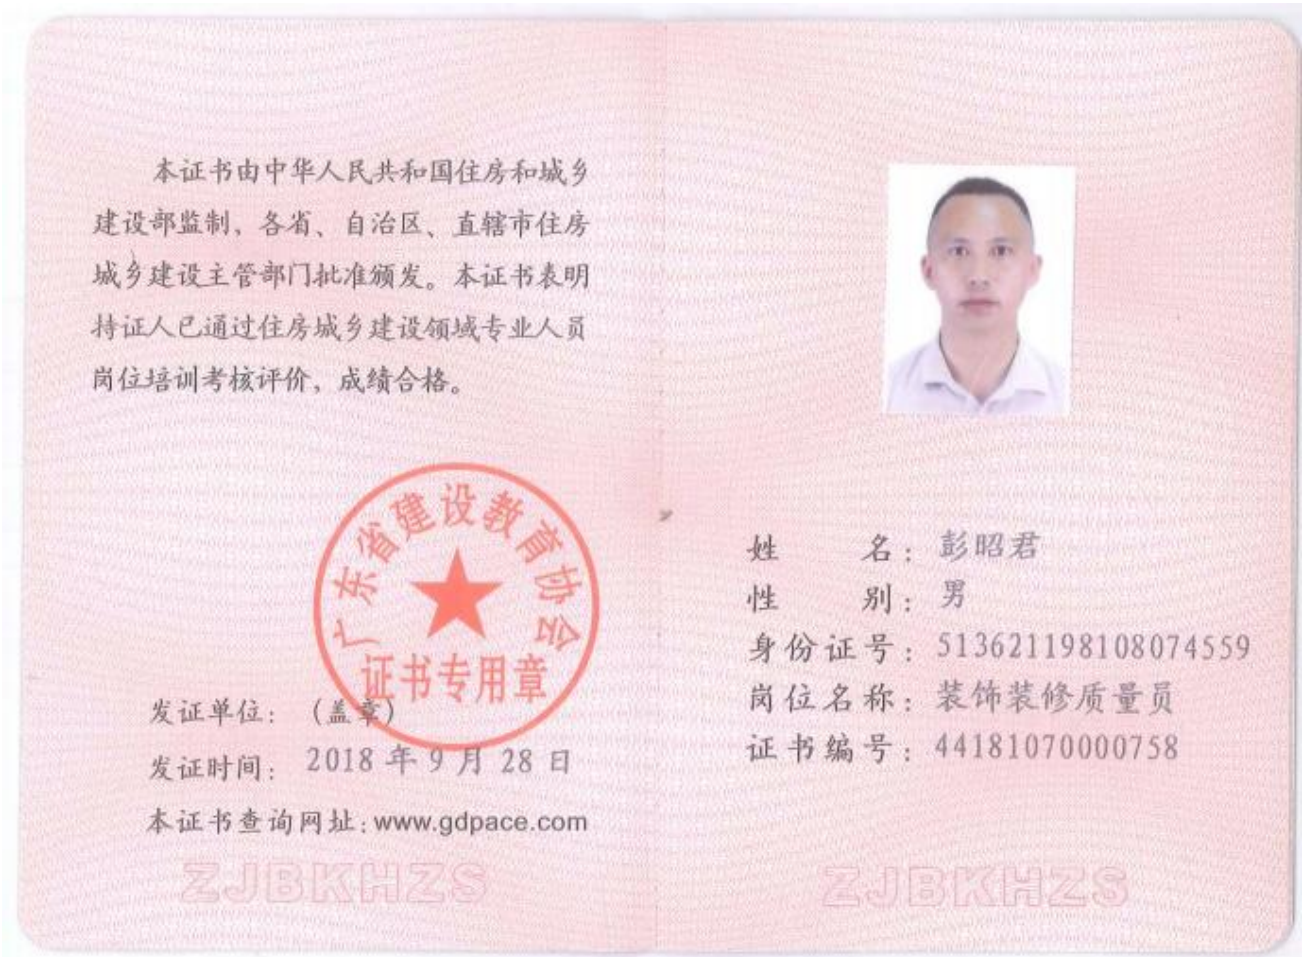 本证书由中华人民共和国住房和城乡
建设部监制，各省、自治区、直辖市住房
城乡建设主管部门批准颁发。本证书表明
持证人已通过住房城乡建设领域专业人员
岗位培训考核评价，成绩合格。
广东省建设教育协会
证书专用章
发证单位：（盖章）
发证时间：2018 年 9 月 28 日
本证书查询网址：www.gdpace.com
ZJBKHZS
姓 名：彭昭君
性 别：男
身份证号：513621198108074559
岗位名称：装饰装修质量员
证书编号：44181070000758
ZJBKHZS